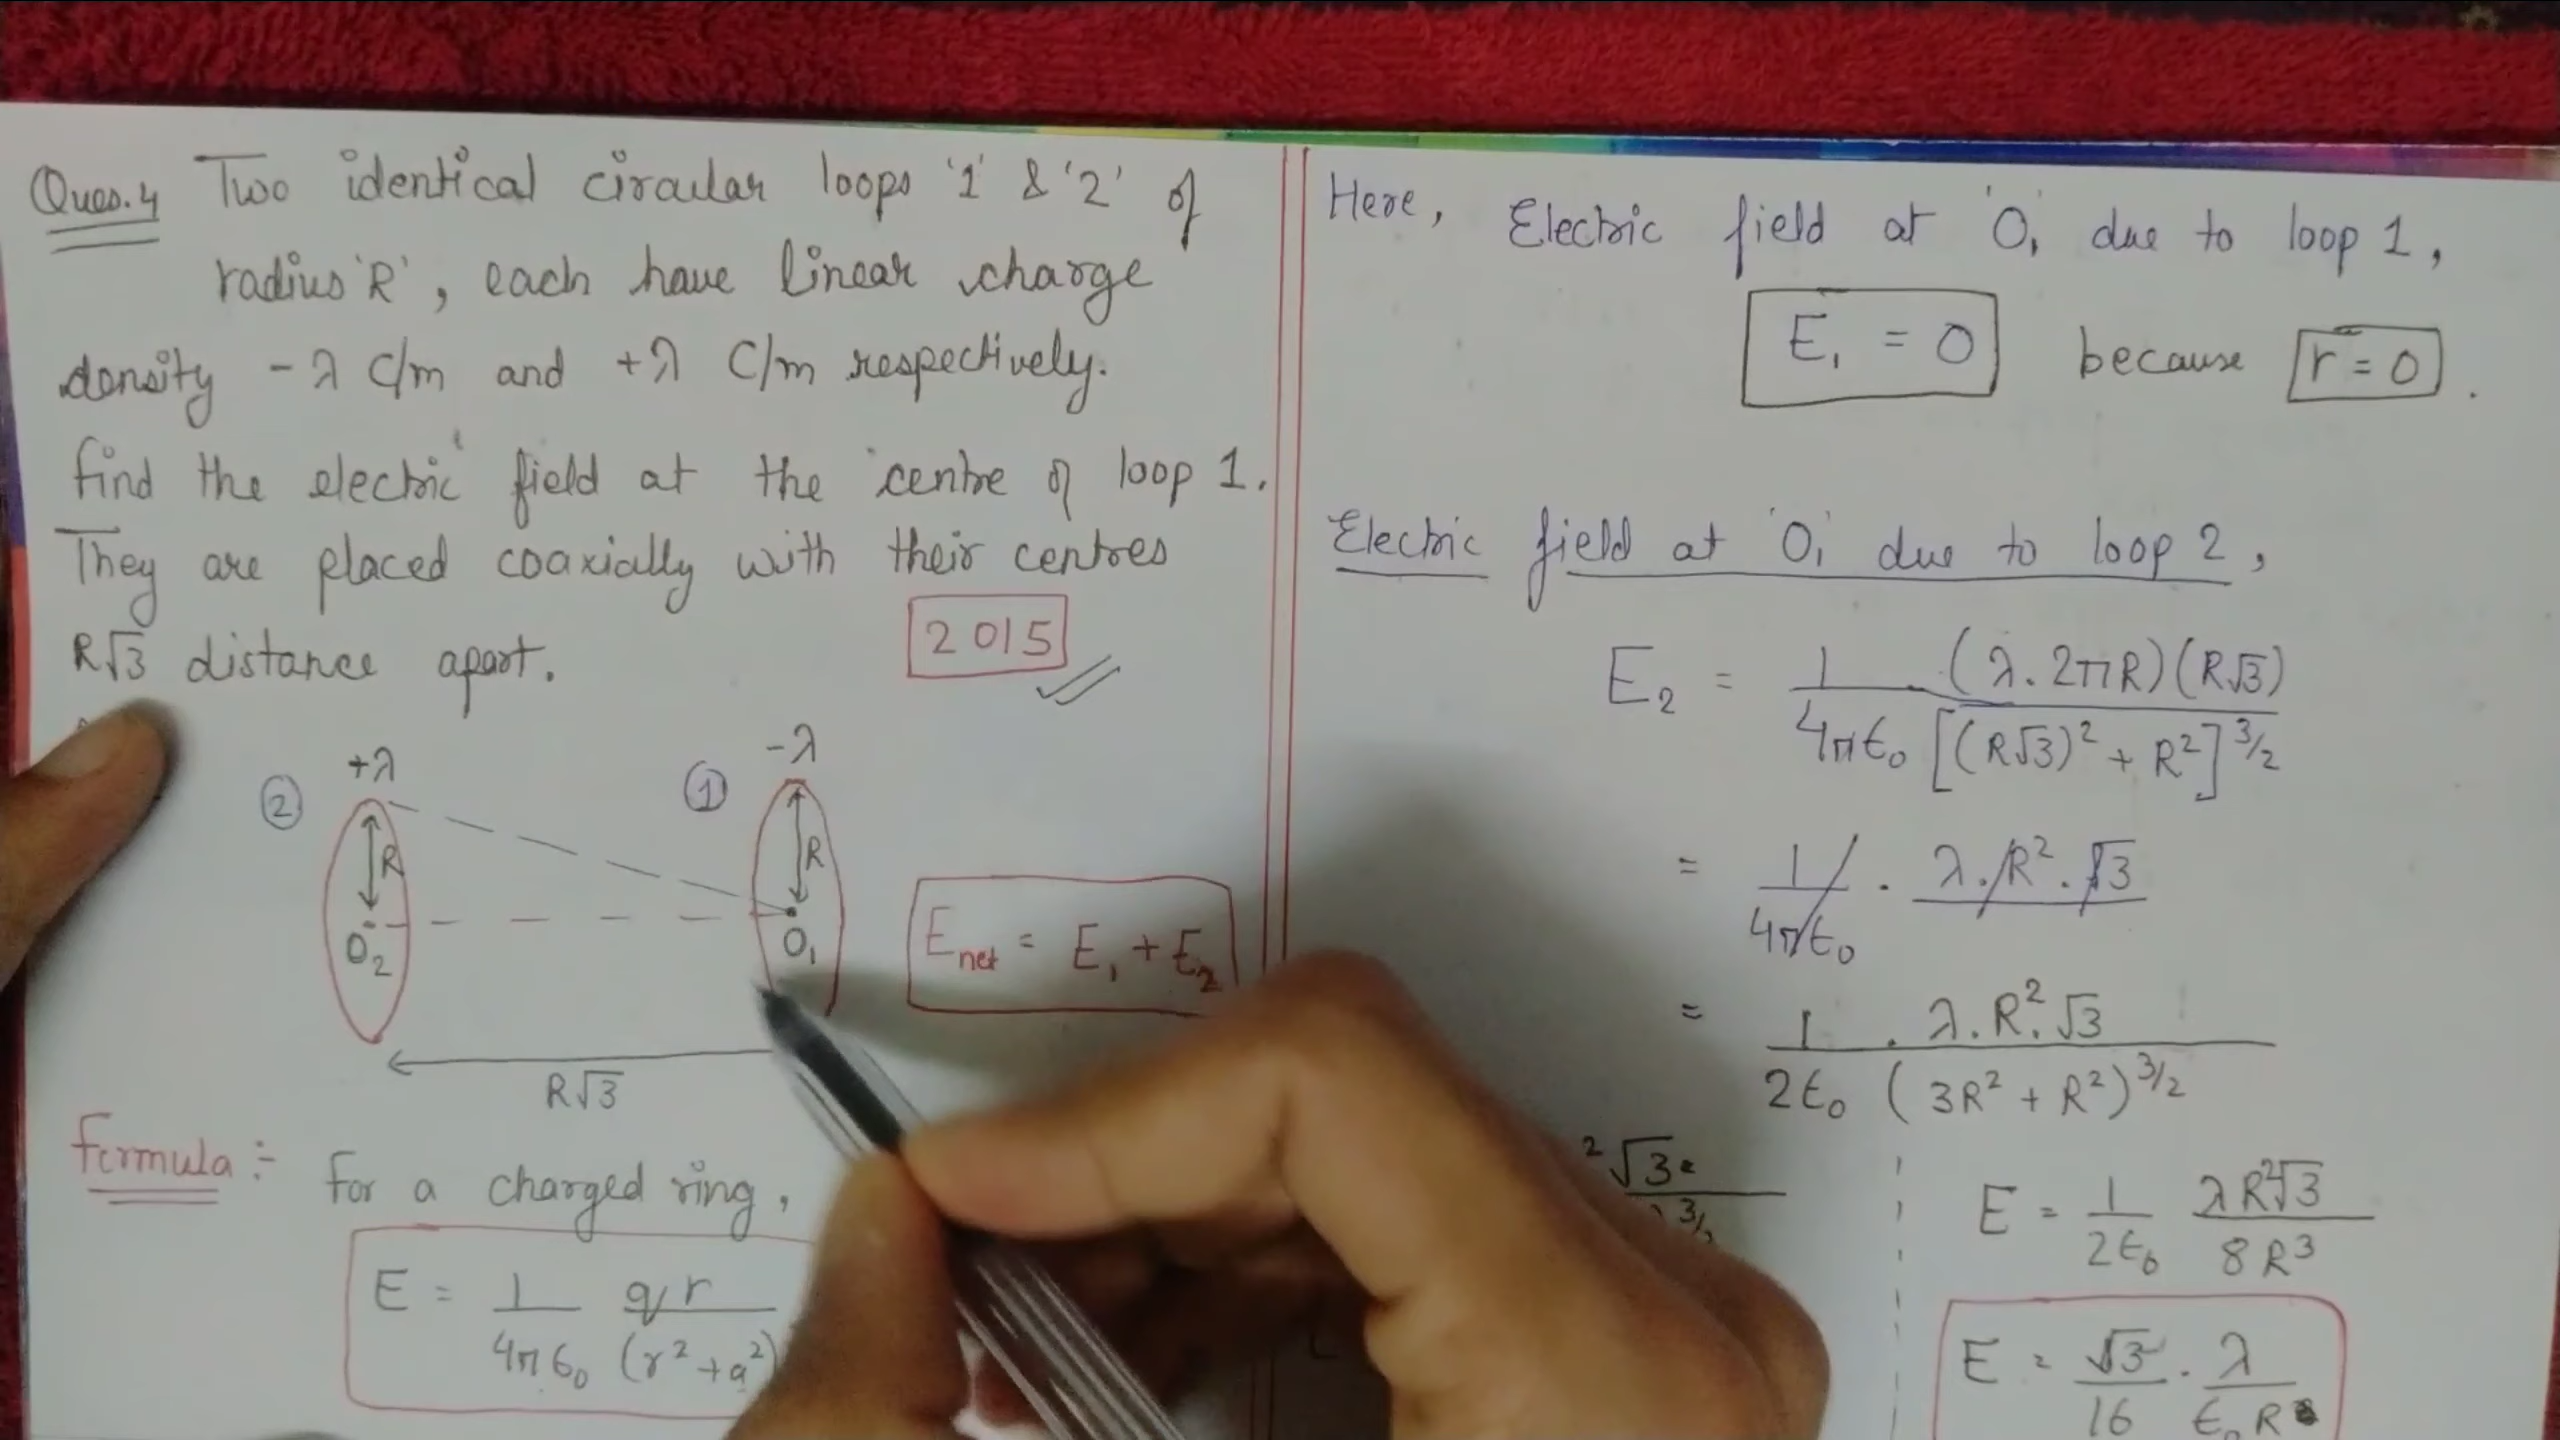 Ques.4 Two identical circular loops '1' & '2' of
radius 'R', each have linear charge
density -λ C/m and +λ C/m respectively.
find the electric field at the centre of loop 1.
They are placed coaxially with their centres
R√3 distance apart.
2015
+λ
-λ
② ①
R R
O₂ O₁
E_net = E₁ + E₂
R√3
Formula :- For a charged ring,
E = 1/4πϵ₀ qr/(r² + a²)
Here, Electric field at 'O₁' due to loop 1,
E₁ = 0 because r = 0.
Electric field at 'O₁' due to loop 2,
E₂ = 1/4πϵ₀ (λ.2πR)(R√3)/[(R√3)² + R²]^3/2
= 1/4πϵ₀ . λ.R².√3
= 1/2ϵ₀ . λ.R².√3/(3R² + R²)^3/2
²√3
3/2
E = 1/2ϵ₀ λR²√3/8R³
E = √3/16 . λ/ϵ₀R